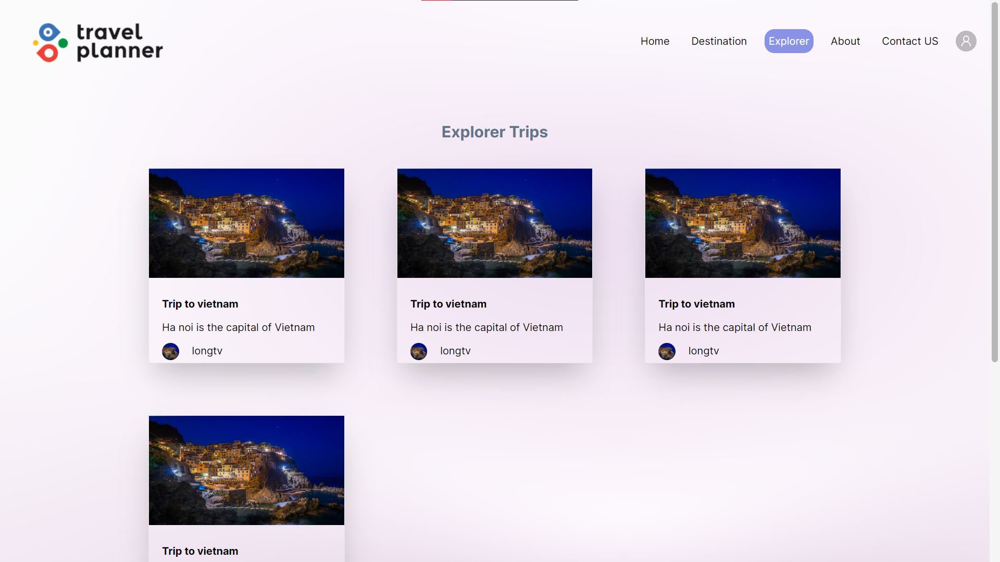 travel
planner
Home Destination Explorer About Contact US
Explorer Trips
Trip to vietnam
Ha noi is the capital of Vietnam
longtv
Trip to vietnam
Ha noi is the capital of Vietnam
longtv
Trip to vietnam
Ha noi is the capital of Vietnam
longtv
Trip to vietnam